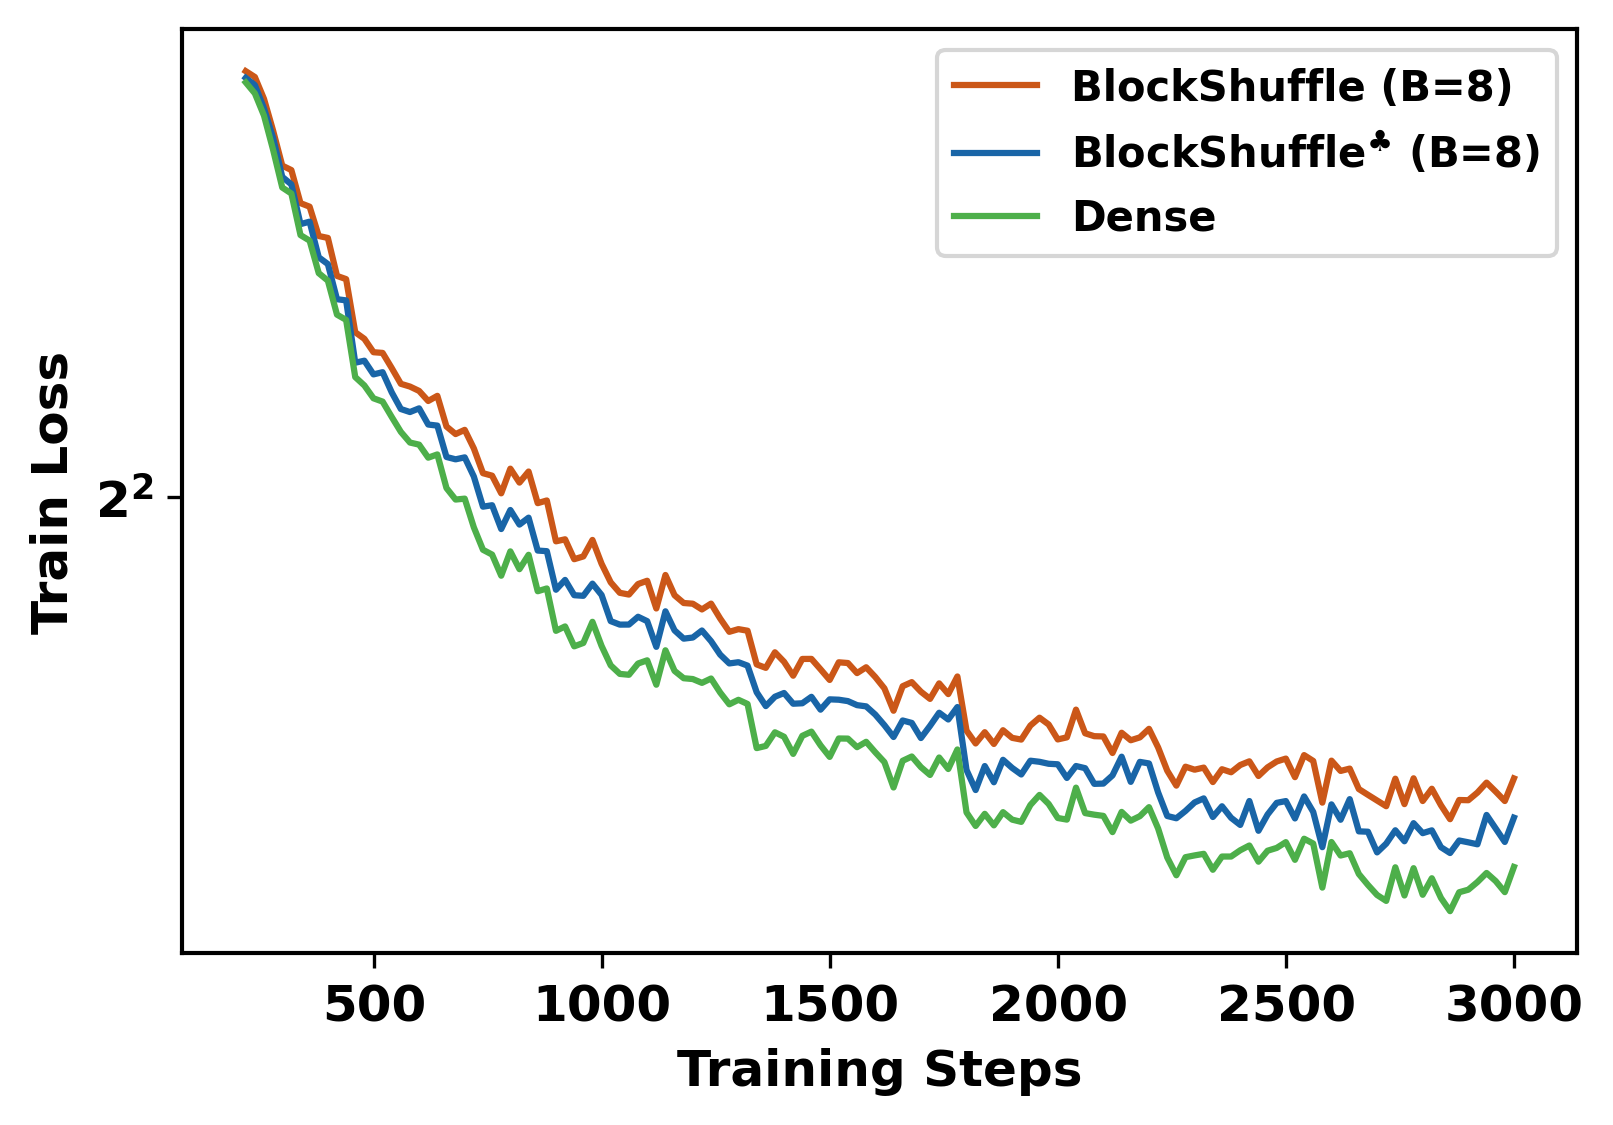 BlockShuffle (B=8)
BlockShuffle♣ (B=8)
Dense
Train Loss
2²
500 1000 1500 2000 2500 3000
Training Steps